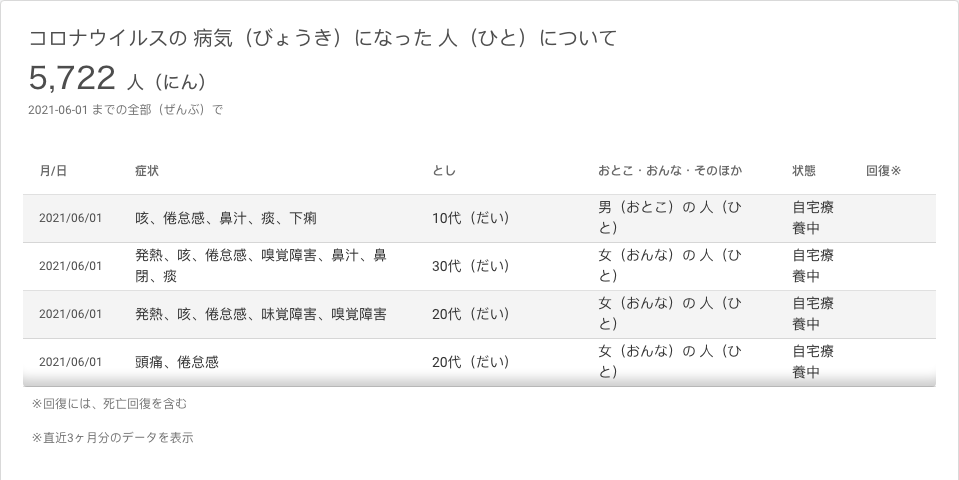 コロナウイルスの 病気（びょうき）になった 人（ひと）について
5,722 人（にん）
2021-06-01 までの全部（ぜんぶ）で
月/日 症状 とし おとこ・おんな・そのほか 状態 回復※
2021/06/01 咳、倦怠感、鼻汁、痰、下痢 10代（だい） 男（おとこ）の 人（ひ
と） 自宅療
養中
2021/06/01 発熱、咳、倦怠感、嗅覚障害、鼻汁、鼻
閉、痰 30代（だい） 女（おんな）の 人（ひ
と） 自宅療
養中
2021/06/01 発熱、咳、倦怠感、味覚障害、嗅覚障害 20代（だい） 女（おんな）の 人（ひ
と） 自宅療
養中
2021/06/01 頭痛、倦怠感 20代（だい） 女（おんな）の 人（ひ
と） 自宅療
養中
※回復には、死亡回復を含む
※直近3ヶ月分のデータを表示